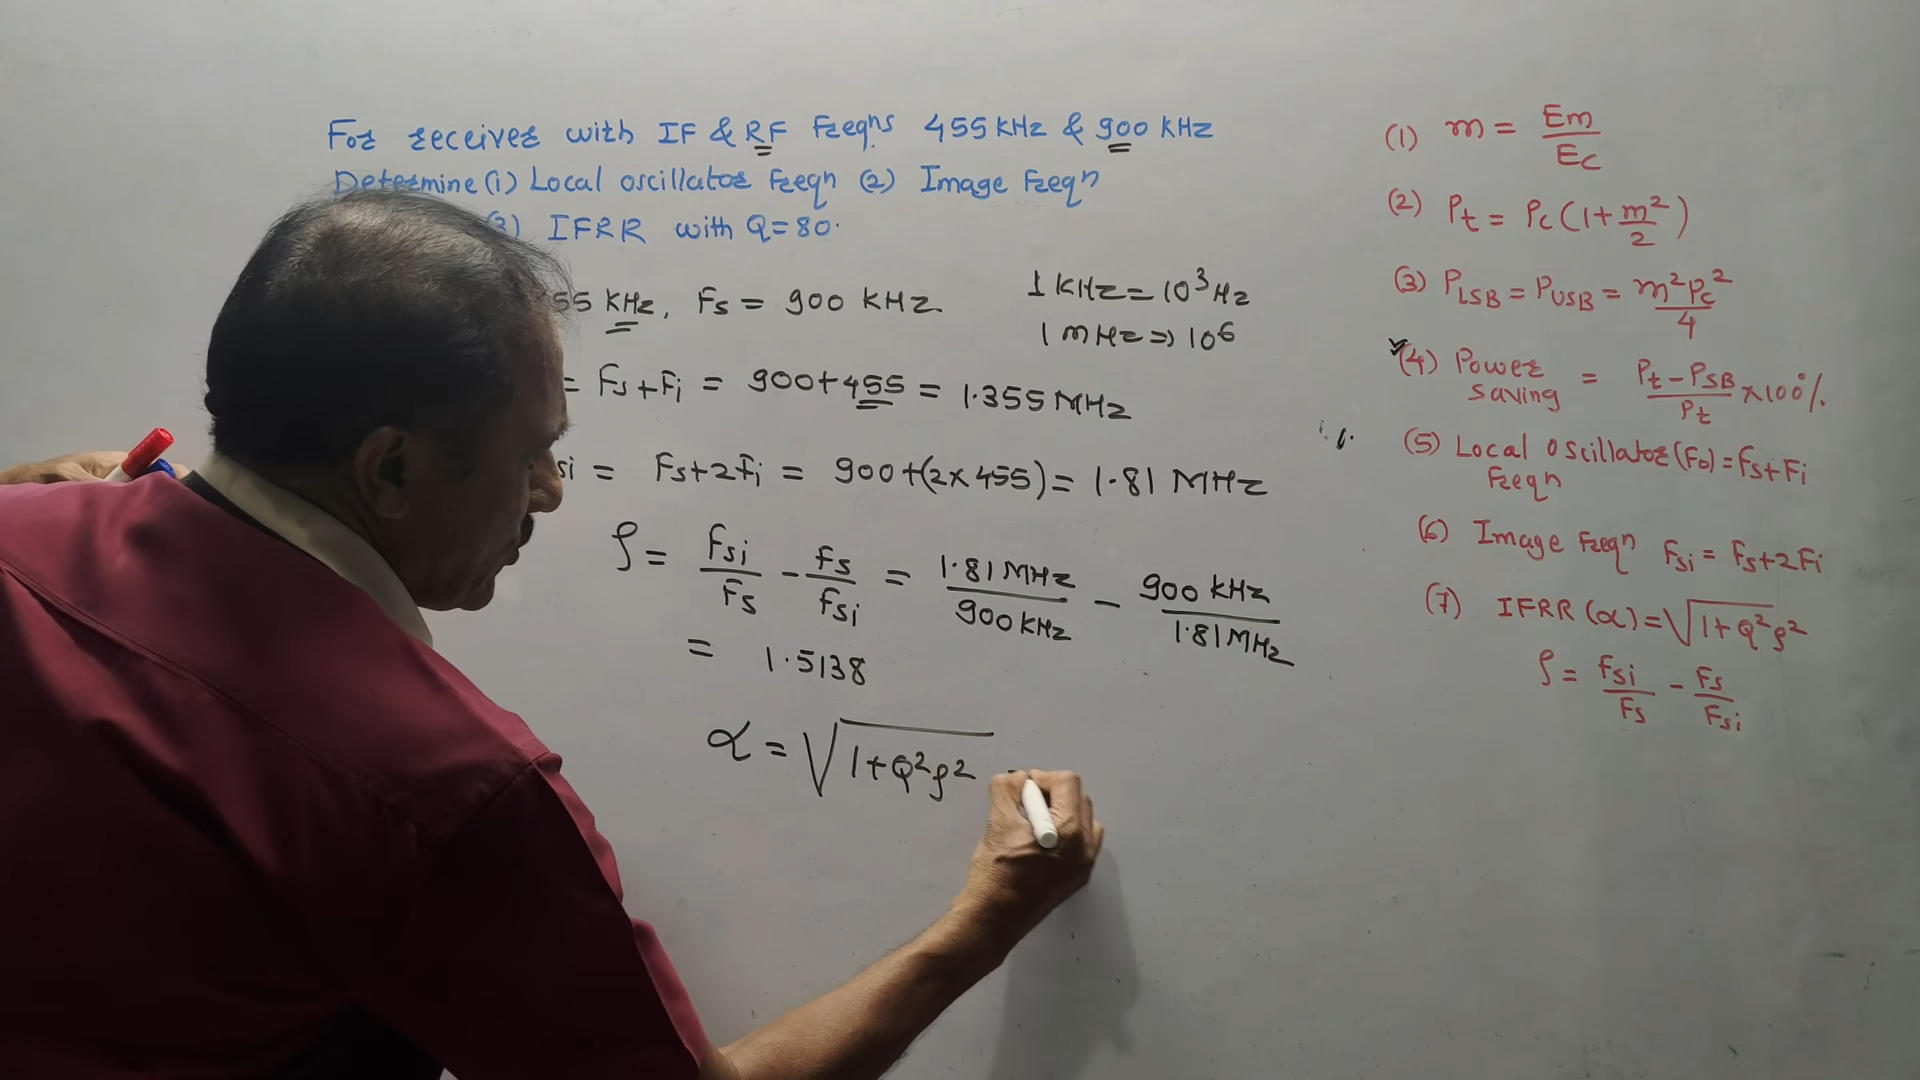 For receiver with IF & RF Freqns 455 KHz & 900 KHz
Determine (1) Local oscillator Freqn (2) Image Freqn
3) IFRR with Q=80.
55 KHz, Fs = 900 KHz
1 KHz = 10³Hz
1 mHz => 10⁶
= Fs+Fi = 900+455 = 1.355 MHz
si = Fs+2Fi = 900+(2x455) = 1.81 MHz
ρ = Fsi/Fs - Fs/Fsi = 1.81 MHz/900 KHz - 900 KHz/1.81 MHz
= 1.5138
α = √1+Q²ρ²
(1) m = Em/Ec
(2) Pt = Pc(1+m²/2)
(3) PLSB = PUSB = m²Pc²/4
(4) Power saving = Pt-PSB/Pt x100%
(5) Local Oscillator (Fo) = Fs+Fi
Freqn
(6) Image Freqn Fsi = Fs+2Fi
(7) IFRR (α) = √1+Q²ρ²
ρ = Fsi/Fs - Fs/Fsi